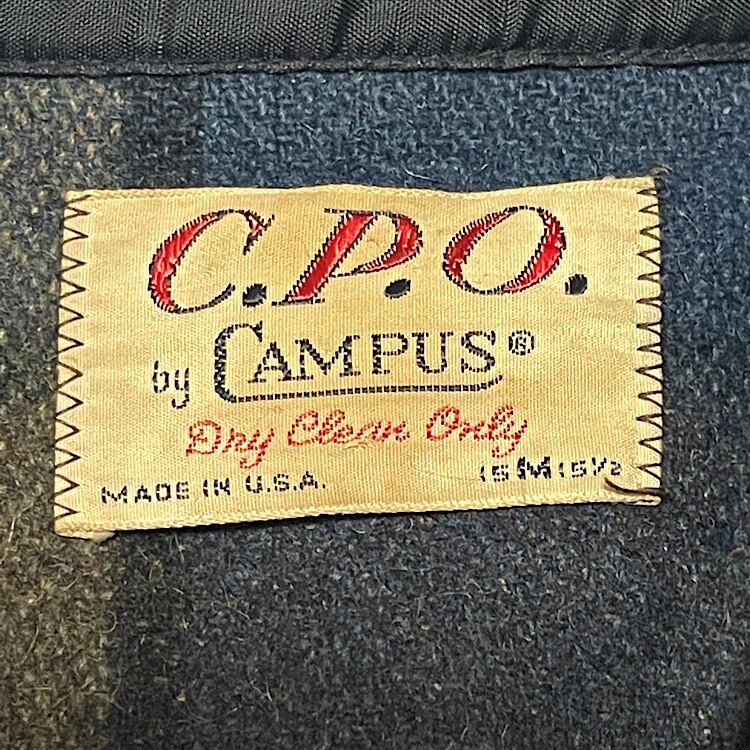 C.P.O.
by CAMPUS®
Dry Clean Only
MADE IN U.S.A. 15 M 15½